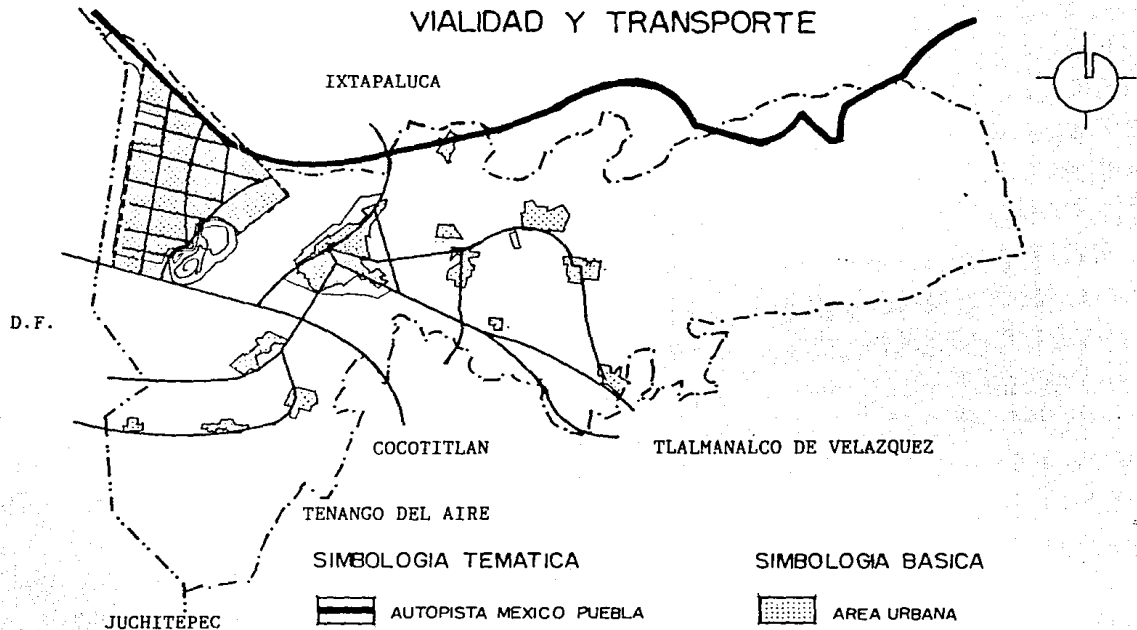 VIALIDAD Y TRANSPORTE
IXTAPALUCA
D.F.
COCOTITLAN
TLALMANALCO DE VELAZQUEZ
TENANGO DEL AIRE
JUCHITEPEC
SIMBOLOGIA TEMATICA
AUTOPISTA MEXICO PUEBLA
SIMBOLOGIA BASICA
AREA URBANA